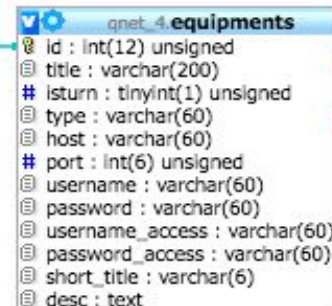 qnet_4.equipments
id : int(12) unsigned
title : varchar(200)
# isturn : tinyint(1) unsigned
type : varchar(60)
host : varchar(60)
# port : int(6) unsigned
username : varchar(60)
password : varchar(60)
username_access : varchar(60)
password_access : varchar(60)
short_title : varchar(6)
desc : text